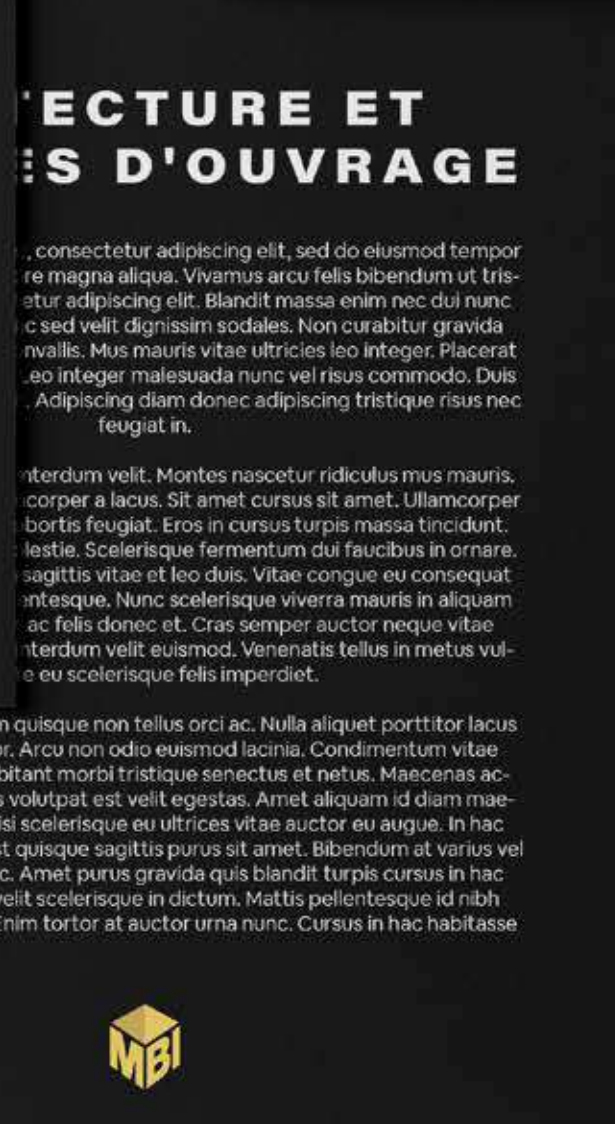 ECTURE ET
ES D'OUVRAGE
, consectetur adipiscing elit, sed do eiusmod tempor
re magna aliqua. Vivamus arcu felis bibendum ut tris-
etur adipiscing elit. Blandit massa enim nec dui nunc
c sed velit dignissim sodales. Non curabitur gravida
nvallis. Mus mauris vitae ultricies leo integer. Placerat
Leo integer malesuada nunc vel risus commodo. Duis
. Adipiscing diam donec adipiscing tristique risus nec
feugiat in.
nterdum velit. Montes nascetur ridiculus mus mauris.
corper a lacus. Sit amet cursus sit amet. Ullamcorper
bortis feugiat. Eros in cursus turpis massa tincidunt.
lestie. Scelerisque fermentum dui faucibus in ornare.
sagittis vitae et leo duis. Vitae congue eu consequat
entesque. Nunc scelerisque viverra mauris in aliquam
ac felis donec et. Cras semper auctor neque vitae
nterdum velit euismod. Venenatis tellus in metus vul-
e eu scelerisque felis imperdiet.
n quisque non tellus orci ac. Nulla aliquet porttitor lacus
or. Arcu non odio euismod lacinia. Condimentum vitae
bitant morbi tristique senectus et netus. Maecenas ac-
s volutpat est velit egestas. Amet aliquam id diam mae-
isi scelerisque eu ultrices vitae auctor eu augue. In hac
st quisque sagittis purus sit amet. Bibendum at varius vel
c. Amet purus gravida quis blandit turpis cursus in hac
velit scelerisque in dictum. Mattis pellentesque id nibh
Enim tortor at auctor urna nunc. Cursus in hac habitasse
MBI